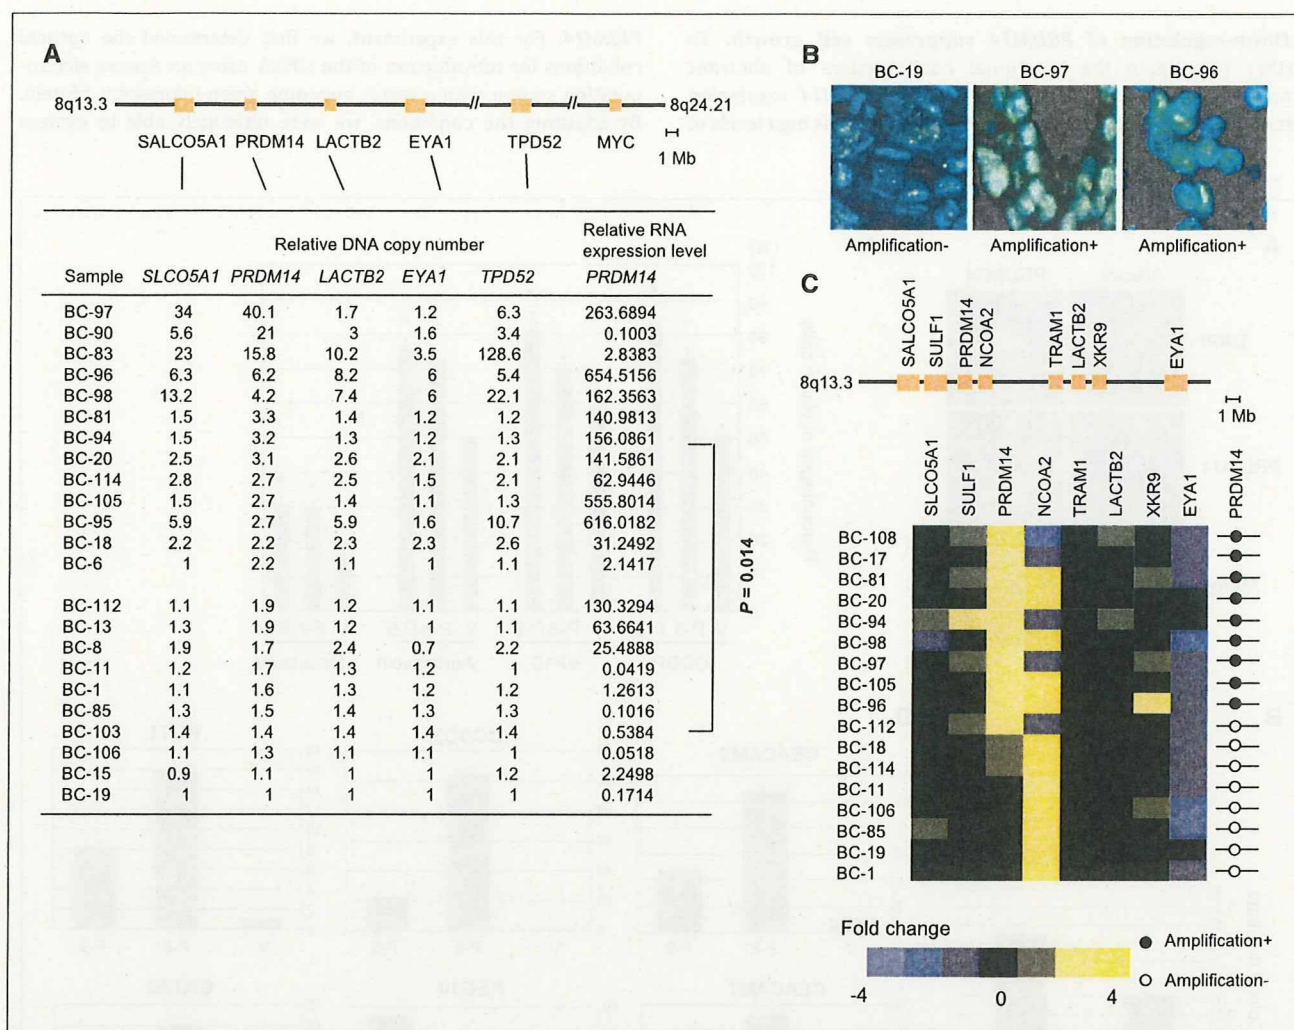 A
8q13.3
8q24.21
SALCO5A1 PRDM14 LACTB2 EYA1 TPD52 MYC
1 Mb
Relative DNA copy number
Relative RNA
expression level
Sample SLCO5A1 PRDM14 LACTB2 EYA1 TPD52 PRDM14
BC-97 34 40.1 1.7 1.2 6.3 263.6894
BC-90 5.6 21 3 1.6 3.4 0.1003
BC-83 23 15.8 10.2 3.5 128.6 2.8383
BC-96 6.3 6.2 8.2 6 5.4 654.5156
BC-98 13.2 4.2 7.4 6 22.1 162.3563
BC-81 1.5 3.3 1.4 1.2 1.2 140.9813
BC-94 1.5 3.2 1.3 1.2 1.3 156.0861
BC-20 2.5 3.1 2.6 2.1 2.1 141.5861
BC-114 2.8 2.7 2.5 1.5 2.1 62.9446
BC-105 1.5 2.7 1.4 1.1 1.3 555.8014
BC-95 5.9 2.7 5.9 1.6 10.7 616.0182
BC-18 2.2 2.2 2.3 2.3 2.6 31.2492
BC-6 1 2.2 1.1 1 1.1 2.1417
BC-112 1.1 1.9 1.2 1.1 1.1 130.3294
BC-13 1.3 1.9 1.2 1 1.1 63.6641
BC-8 1.9 1.7 2.4 0.7 2.2 25.4888
BC-11 1.2 1.7 1.3 1.2 1 0.0419
BC-1 1.1 1.6 1.3 1.2 1.2 1.2613
BC-85 1.3 1.5 1.4 1.3 1.3 0.1016
BC-103 1.4 1.4 1.4 1.4 1.4 0.5384
BC-106 1.1 1.3 1.1 1.1 1 0.0518
BC-15 0.9 1.1 1 1 1.2 2.2498
BC-19 1 1 1 1 1 0.1714
P = 0.014
B
BC-19 BC-97 BC-96
Amplification- Amplification+ Amplification+
C
SALCO5A1 SULF1 PRDM14 NCOA2 TRAM1 LACTB2 XKR9 EYA1
8q13.3
1 Mb
SLCO5A1 SULF1 PRDM14 NCOA2 TRAM1 LACTB2 XKR9 EYA1 PRDM14
BC-108
BC-17
BC-81
BC-20
BC-94
BC-98
BC-97
BC-105
BC-96
BC-112
BC-18
BC-114
BC-11
BC-106
BC-85
BC-19
BC-1
Fold change
-4 0 4
Amplification+
Amplification-